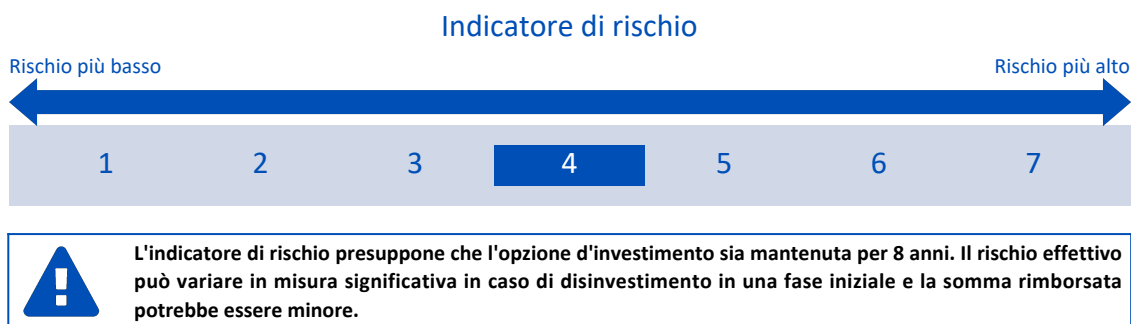 Indicatore di rischio
Rischio più basso
Rischio più alto
1 2 3 4 5 6 7
L'indicatore di rischio presuppone che l'opzione d'investimento sia mantenuta per 8 anni. Il rischio effettivo
può variare in misura significativa in caso di disinvestimento in una fase iniziale e la somma rimborsata
potrebbe essere minore.